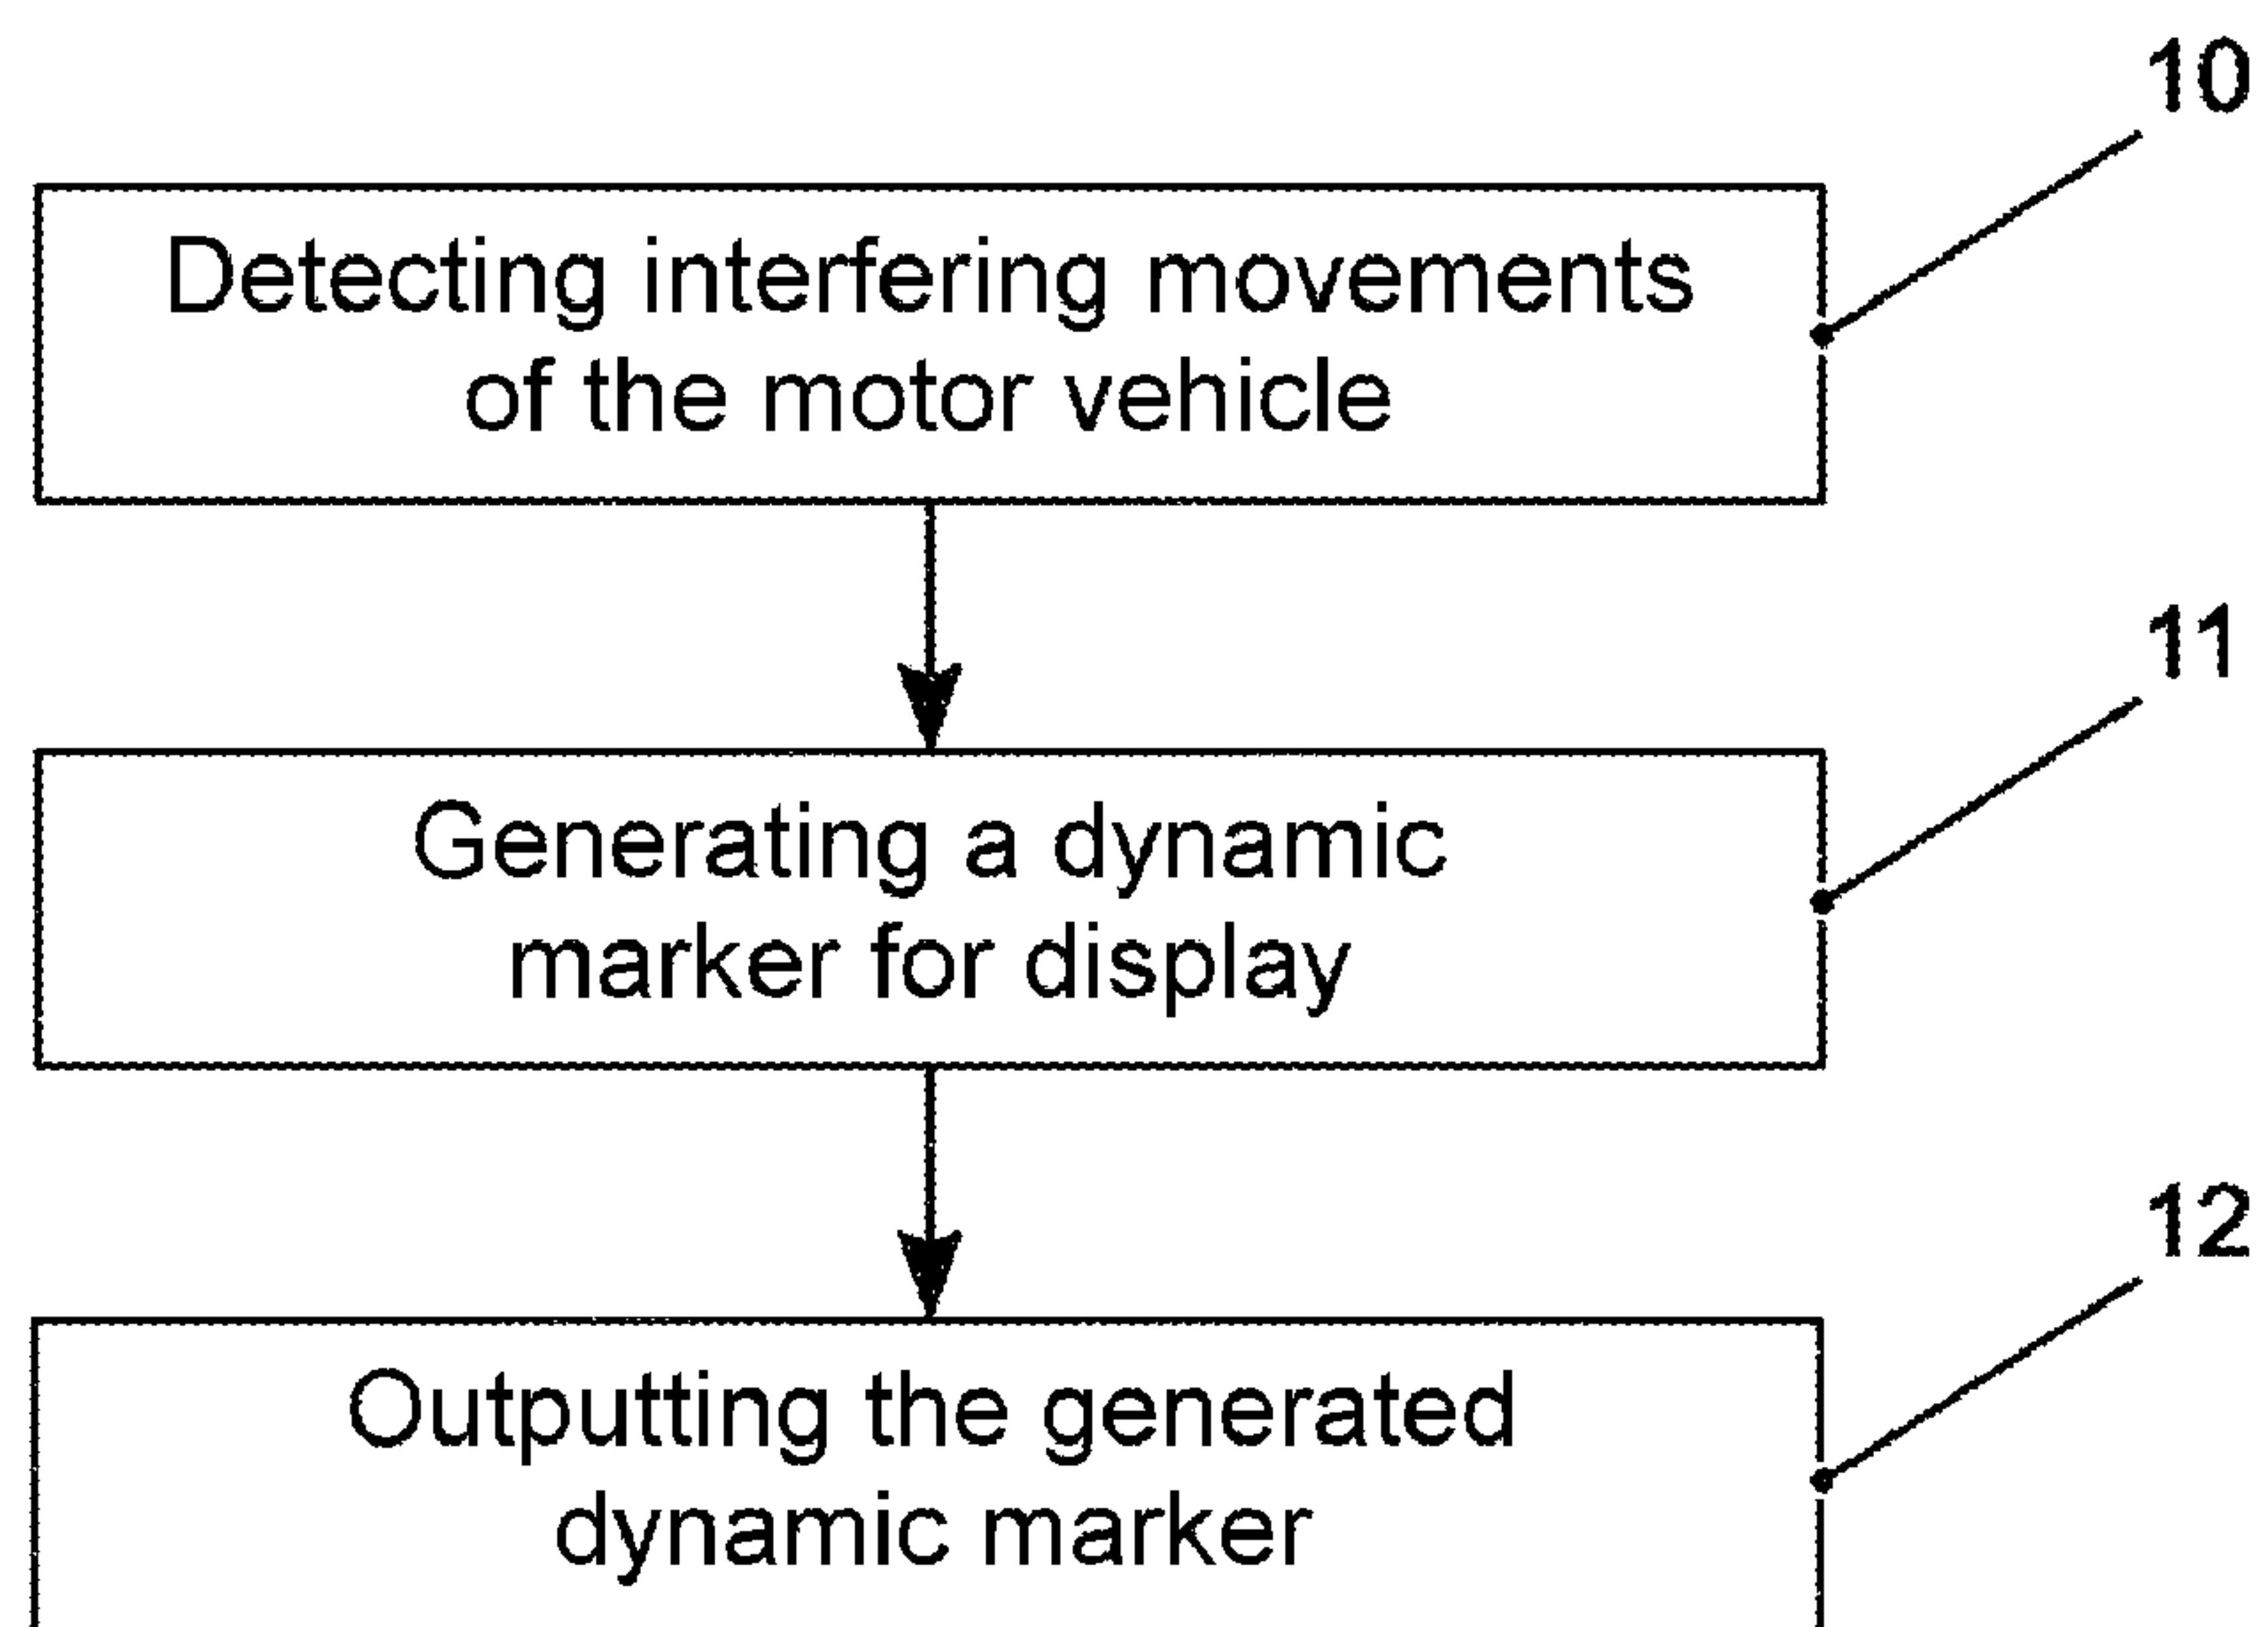 10
Detecting interfering movements
of the motor vehicle
11
Generating a dynamic
marker for display
12
Outputting the generated
dynamic marker